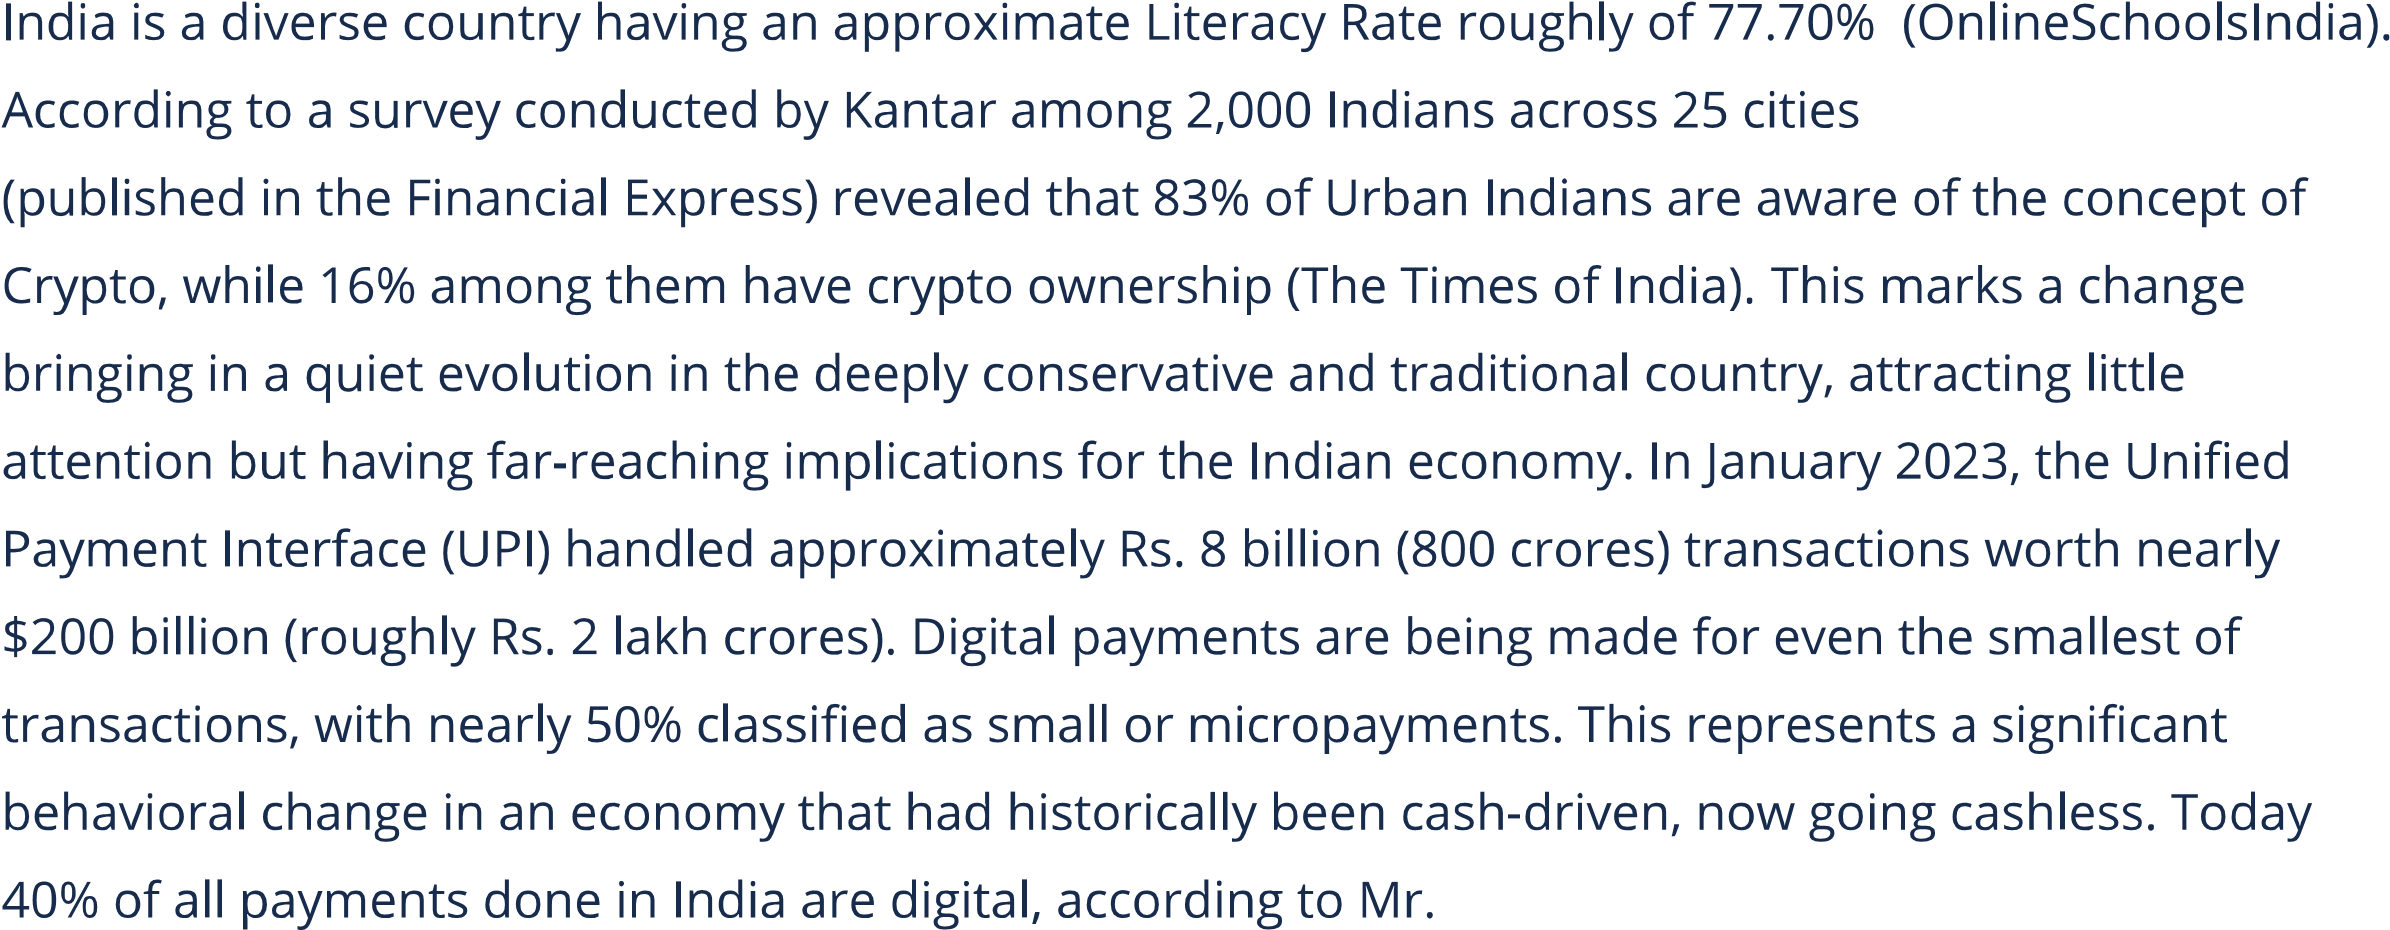 India is a diverse country having an approximate Literacy Rate roughly of 77.70%  (OnlineSchoolsIndia).
According to a survey conducted by Kantar among 2,000 Indians across 25 cities
(published in the Financial Express) revealed that 83% of Urban Indians are aware of the concept of
Crypto, while 16% among them have crypto ownership (The Times of India). This marks a change
bringing in a quiet evolution in the deeply conservative and traditional country, attracting little
attention but having far-reaching implications for the Indian economy. In January 2023, the Unified
Payment Interface (UPI) handled approximately Rs. 8 billion (800 crores) transactions worth nearly
$200 billion (roughly Rs. 2 lakh crores). Digital payments are being made for even the smallest of
transactions, with nearly 50% classified as small or micropayments. This represents a significant
behavioral change in an economy that had historically been cash-driven, now going cashless. Today
40% of all payments done in India are digital, according to Mr.